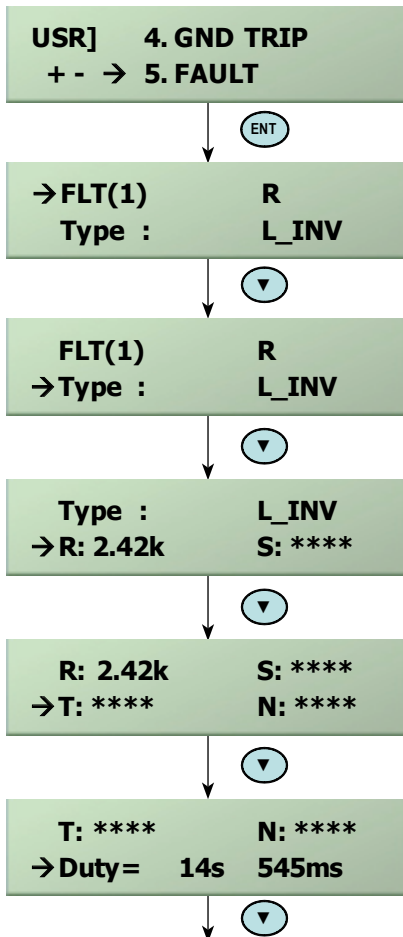 USR] 4. GND TRIP
+ - → 5. FAULT
ENT
→FLT(1) R
Type : L_INV
▼
FLT(1) R
→Type : L_INV
▼
Type : L_INV
→R: 2.42k S: ****
▼
R: 2.42k S: ****
→T: **** N: ****
▼
T: **** N: ****
→Duty= 14s 545ms
▼